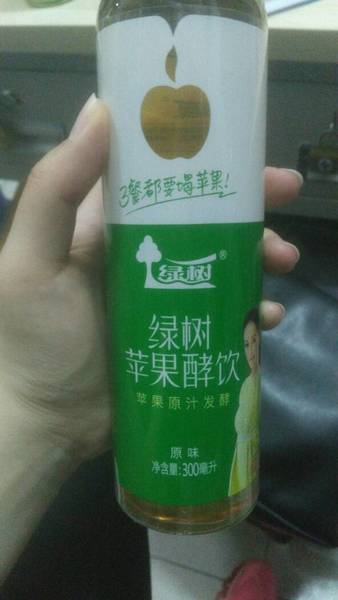 3餐都要喝苹果!
绿树®
绿树
苹果酵饮
苹果原汁发酵
原味
净含量:300毫升